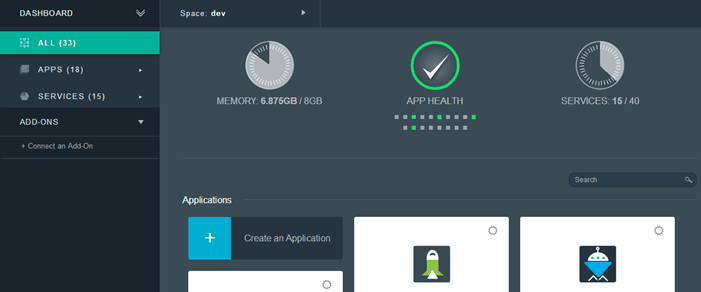 DASHBOARD
Space: dev
ALL (33)
APPS (18)
SERVICES (15)
ADD-ONS
+ Connect an Add-On
MEMORY: 6.875GB / 8GB
APP HEALTH
SERVICES: 15 / 40
Search
Applications
+ Create an Application